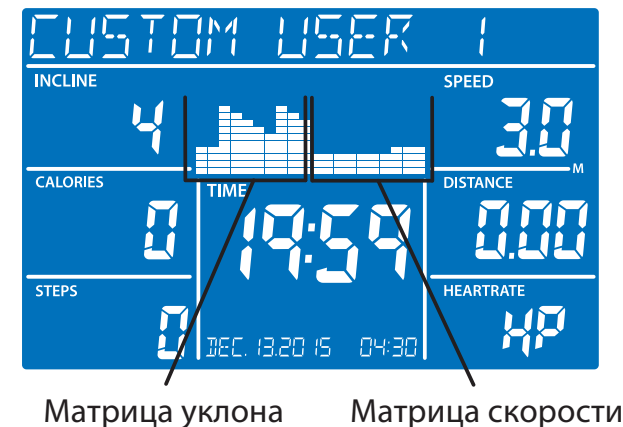 CUSTOM USER 1
INCLINE
4
SPEED
3.0
M
CALORIES
0
TIME
19:59
DISTANCE
0.00
STEPS
0
DEC. 13.2015 04:30
HEARTRATE
HP
Матрица уклона
Матрица скорости